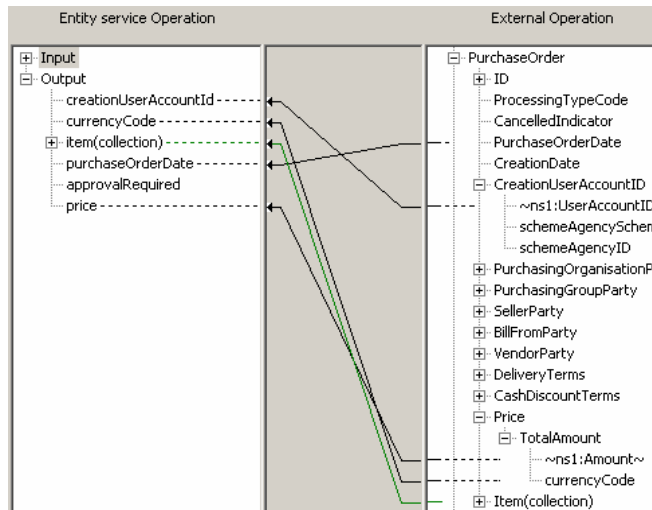 Entity service Operation
External Operation
Input
Output
creationUserAccountId
currencyCode
item(collection)
purchaseOrderDate
approvalRequired
price
PurchaseOrder
ID
ProcessingTypeCode
CancelledIndicator
PurchaseOrderDate
CreationDate
CreationUserAccountID
~ns1:UserAccountID
schemeAgencySchem
schemeAgencyID
PurchasingOrganisationP
PurchasingGroupParty
SellerParty
BillFromParty
VendorParty
DeliveryTerms
CashDiscountTerms
Price
TotalAmount
~ns1:Amount~
currencyCode
Item(collection)